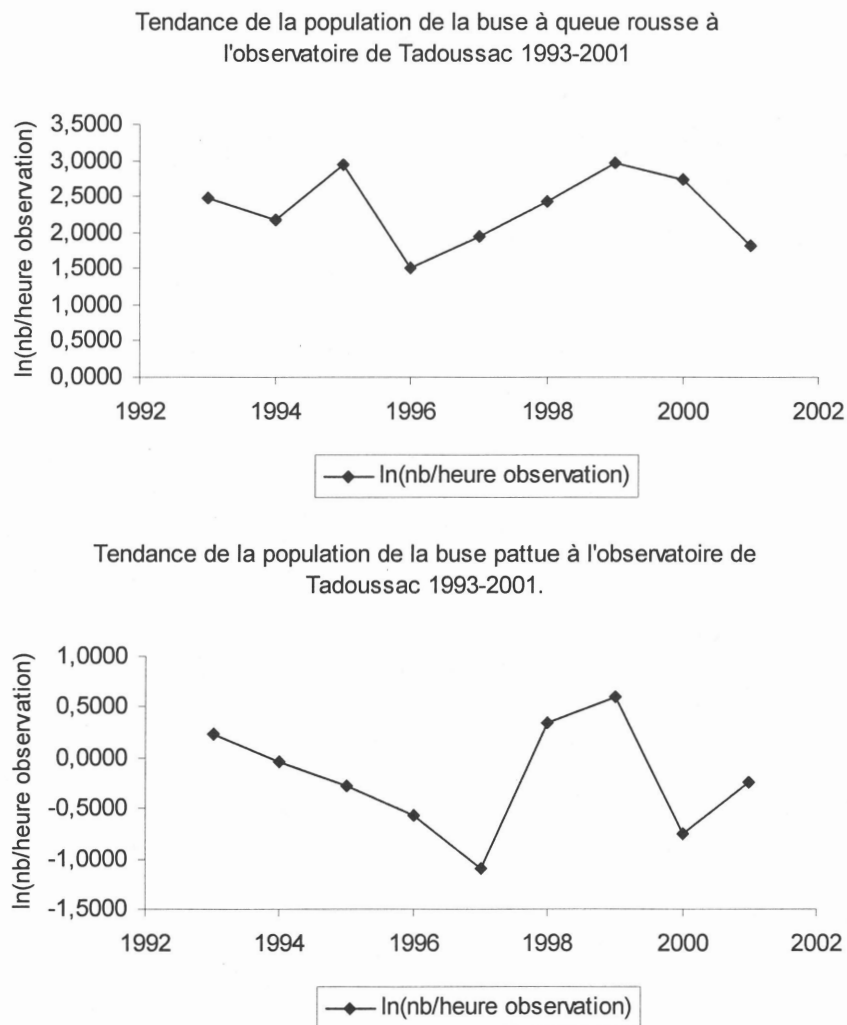 Tendance de la population de la buse à queue rousse à
l'observatoire de Tadoussac 1993-2001
ln(nb/heure observation)
3,5000
3,0000
2,5000
2,0000
1,5000
1,0000
0,5000
0,0000
1992 1994 1996 1998 2000 2002
ln(nb/heure observation)
Tendance de la population de la buse pattue à l'observatoire de
Tadoussac 1993-2001.
ln(nb/heure observation)
1,0000
0,5000
0,0000
-0,5000
-1,0000
-1,5000
1992 1994 1996 1998 2000 2002
ln(nb/heure observation)